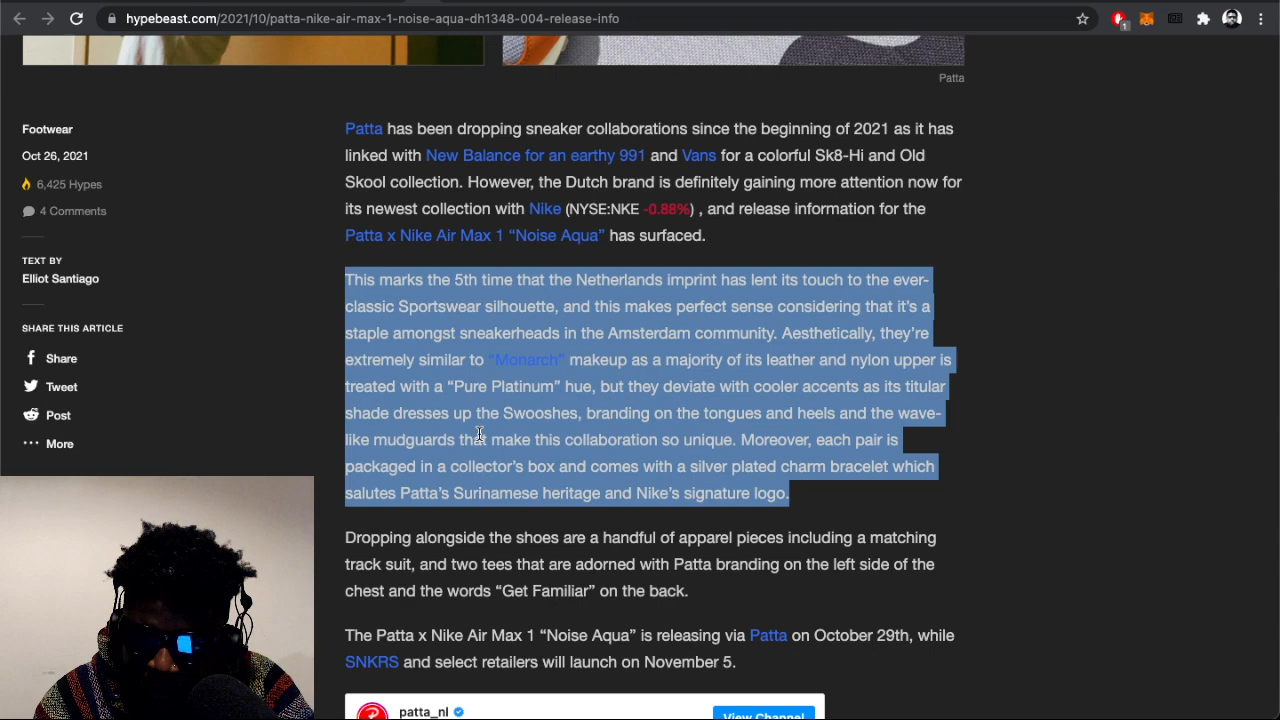 hypebeast.com/2021/10/patta-nike-air-max-1-noise-aqua-dh1348-004-release-info
1
Patta
Footwear
Oct 26, 2021
6,425 Hypes
4 Comments
TEXT BY
Elliot Santiago
SHARE THIS ARTICLE
Share
Tweet
Post
More
Patta has been dropping sneaker collaborations since the beginning of 2021 as it has
linked with New Balance for an earthy 991 and Vans for a colorful Sk8-Hi and Old
Skool collection. However, the Dutch brand is definitely gaining more attention now for
its newest collection with Nike (NYSE:NKE -0.88%) , and release information for the
Patta x Nike Air Max 1 “Noise Aqua” has surfaced.
This marks the 5th time that the Netherlands imprint has lent its touch to the ever-
classic Sportswear silhouette, and this makes perfect sense considering that it’s a
staple amongst sneakerheads in the Amsterdam community. Aesthetically, they’re
extremely similar to “Monarch” makeup as a majority of its leather and nylon upper is
treated with a “Pure Platinum” hue, but they deviate with cooler accents as its titular
shade dresses up the Swooshes, branding on the tongues and heels and the wave-
like mudguards that make this collaboration so unique. Moreover, each pair is
packaged in a collector’s box and comes with a silver plated charm bracelet which
salutes Patta’s Surinamese heritage and Nike’s signature logo.
Dropping alongside the shoes are a handful of apparel pieces including a matching
track suit, and two tees that are adorned with Patta branding on the left side of the
chest and the words “Get Familiar” on the back.
The Patta x Nike Air Max 1 “Noise Aqua” is releasing via Patta on October 29th, while
SNKRS and select retailers will launch on November 5.
patta_nl
View Channel